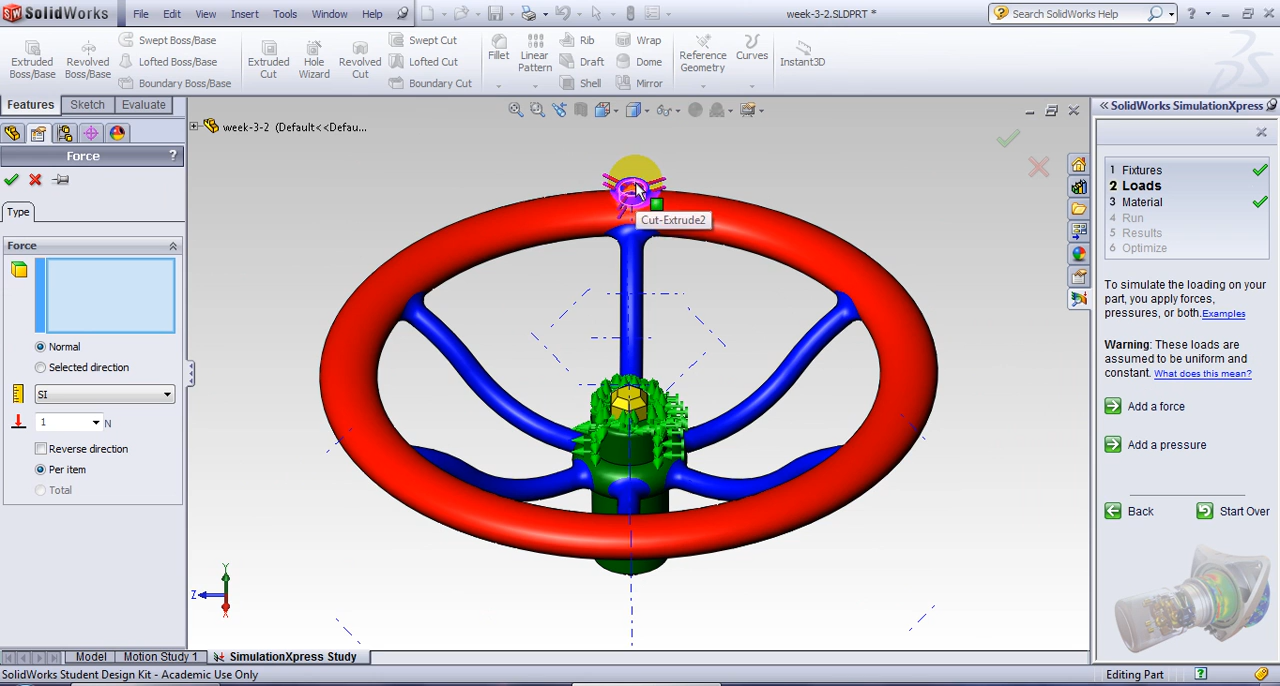 SolidWorks File Edit View Insert Tools Window Help week-3-2.SLDPRT * Search SolidWorks Help
Extruded Boss/Base
Revolved Boss/Base
Swept Boss/Base
Lofted Boss/Base
Boundary Boss/Base
Extruded Cut
Hole Wizard
Revolved Cut
Swept Cut
Lofted Cut
Boundary Cut
Fillet
Linear Pattern
Rib
Draft
Shell
Wrap
Dome
Mirror
Reference Geometry
Curves
Instant3D
Features Sketch Evaluate
Force ?
Type
Force
Normal
Selected direction
SI
1 N
Reverse direction
Per item
Total
week-3-2 (Default<<Defau...
Cut-Extrude2
Y
Z
X
SolidWorks SimulationXpress
1 Fixtures
2 Loads
3 Material
4 Run
5 Results
6 Optimize
To simulate the loading on your
part, you apply forces,
pressures, or both.Examples
Warning: These loads are
assumed to be uniform and
constant. What does this mean?
Add a force
Add a pressure
Back Start Over
Model Motion Study 1 SimulationXpress Study
SolidWorks Student Design Kit - Academic Use Only Editing Part